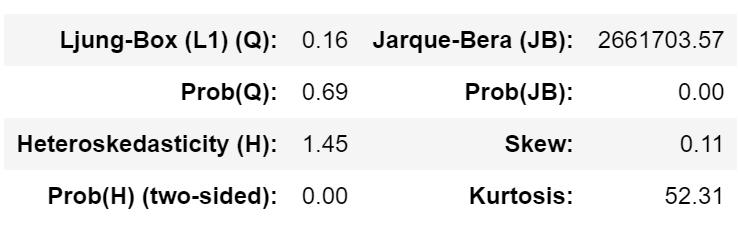 Ljung-Box (L1) (Q): 0.16 Jarque-Bera (JB): 2661703.57
Prob(Q): 0.69 Prob(JB): 0.00
Heteroskedasticity (H): 1.45 Skew: 0.11
Prob(H) (two-sided): 0.00 Kurtosis: 52.31